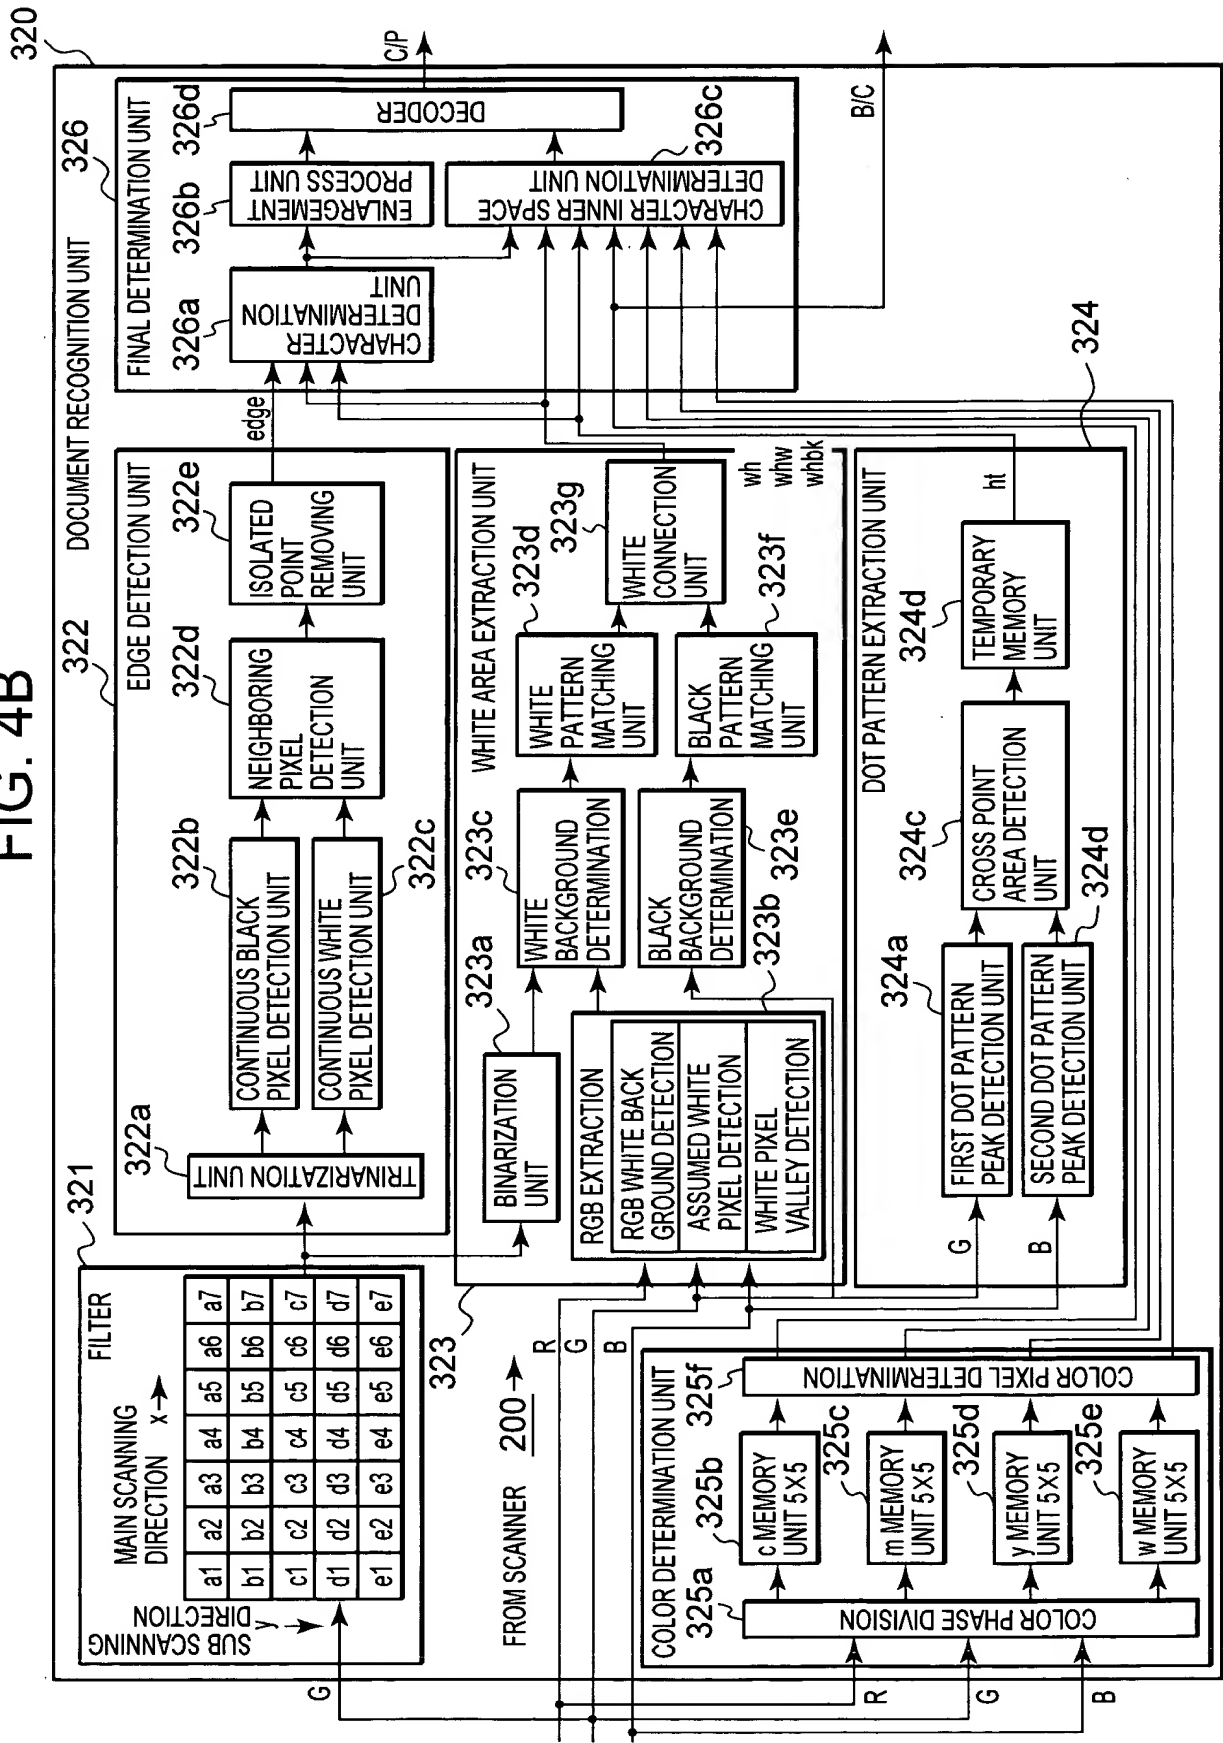 FIG. 4B
320
DOCUMENT RECOGNITION UNIT
321
FILTER
MAIN SCANNING
DIRECTION x
SUB SCANNING
DIRECTION
y
a1 a2 a3 a4 a5 a6 a7
b1 b2 b3 b4 b5 b6 b7
c1 c2 c3 c4 c5 c6 c7
d1 d2 d3 d4 d5 d6 d7
e1 e2 e3 e4 e5 e6 e7
G
322
EDGE DETECTION UNIT
322a
TRINARIZATION UNIT
322b
CONTINUOUS BLACK
PIXEL DETECTION UNIT
CONTINUOUS WHITE
PIXEL DETECTION UNIT
322c
322d
NEIGHBORING
PIXEL
DETECTION
UNIT
322e
ISOLATED
POINT
REMOVING
UNIT
edge
326
FINAL DETERMINATION UNIT
326a
CHARACTER
DETERMINATION
UNIT
326b
ENLARGEMENT
PROCESS UNIT
326d
DECODER
CHARACTER INNER SPACE
DETERMINATION UNIT
326c
C/P
B/C
FROM SCANNER
200
R
G
B
323
WHITE AREA EXTRACTION UNIT
323a
BINARIZATION
UNIT
RGB EXTRACTION
RGB WHITE BACK
GROUND DETECTION
ASSUMED WHITE
PIXEL DETECTION
WHITE PIXEL
VALLEY DETECTION
323b
323c
WHITE
BACKGROUND
DETERMINATION
BLACK
BACKGROUND
DETERMINATION
323e
323d
WHITE
PATTERN
MATCHING
UNIT
BLACK
PATTERN
MATCHING
UNIT
323f
323g
WHITE
CONNECTION
UNIT
wh
whw
whbk
324
DOT PATTERN EXTRACTION UNIT
G
B
324a
FIRST DOT PATTERN
PEAK DETECTION UNIT
SECOND DOT PATTERN
PEAK DETECTION UNIT
324d
324c
CROSS POINT
AREA DETECTION
UNIT
324d
TEMPORARY
MEMORY
UNIT
ht
COLOR DETERMINATION UNIT
R
G
B
325a
COLOR PHASE DIVISION
325b
c MEMORY
UNIT 5X5
325c
m MEMORY
UNIT 5X5
325d
y MEMORY
UNIT 5X5
325e
w MEMORY
UNIT 5X5
325f
COLOR PIXEL DETERMINATION